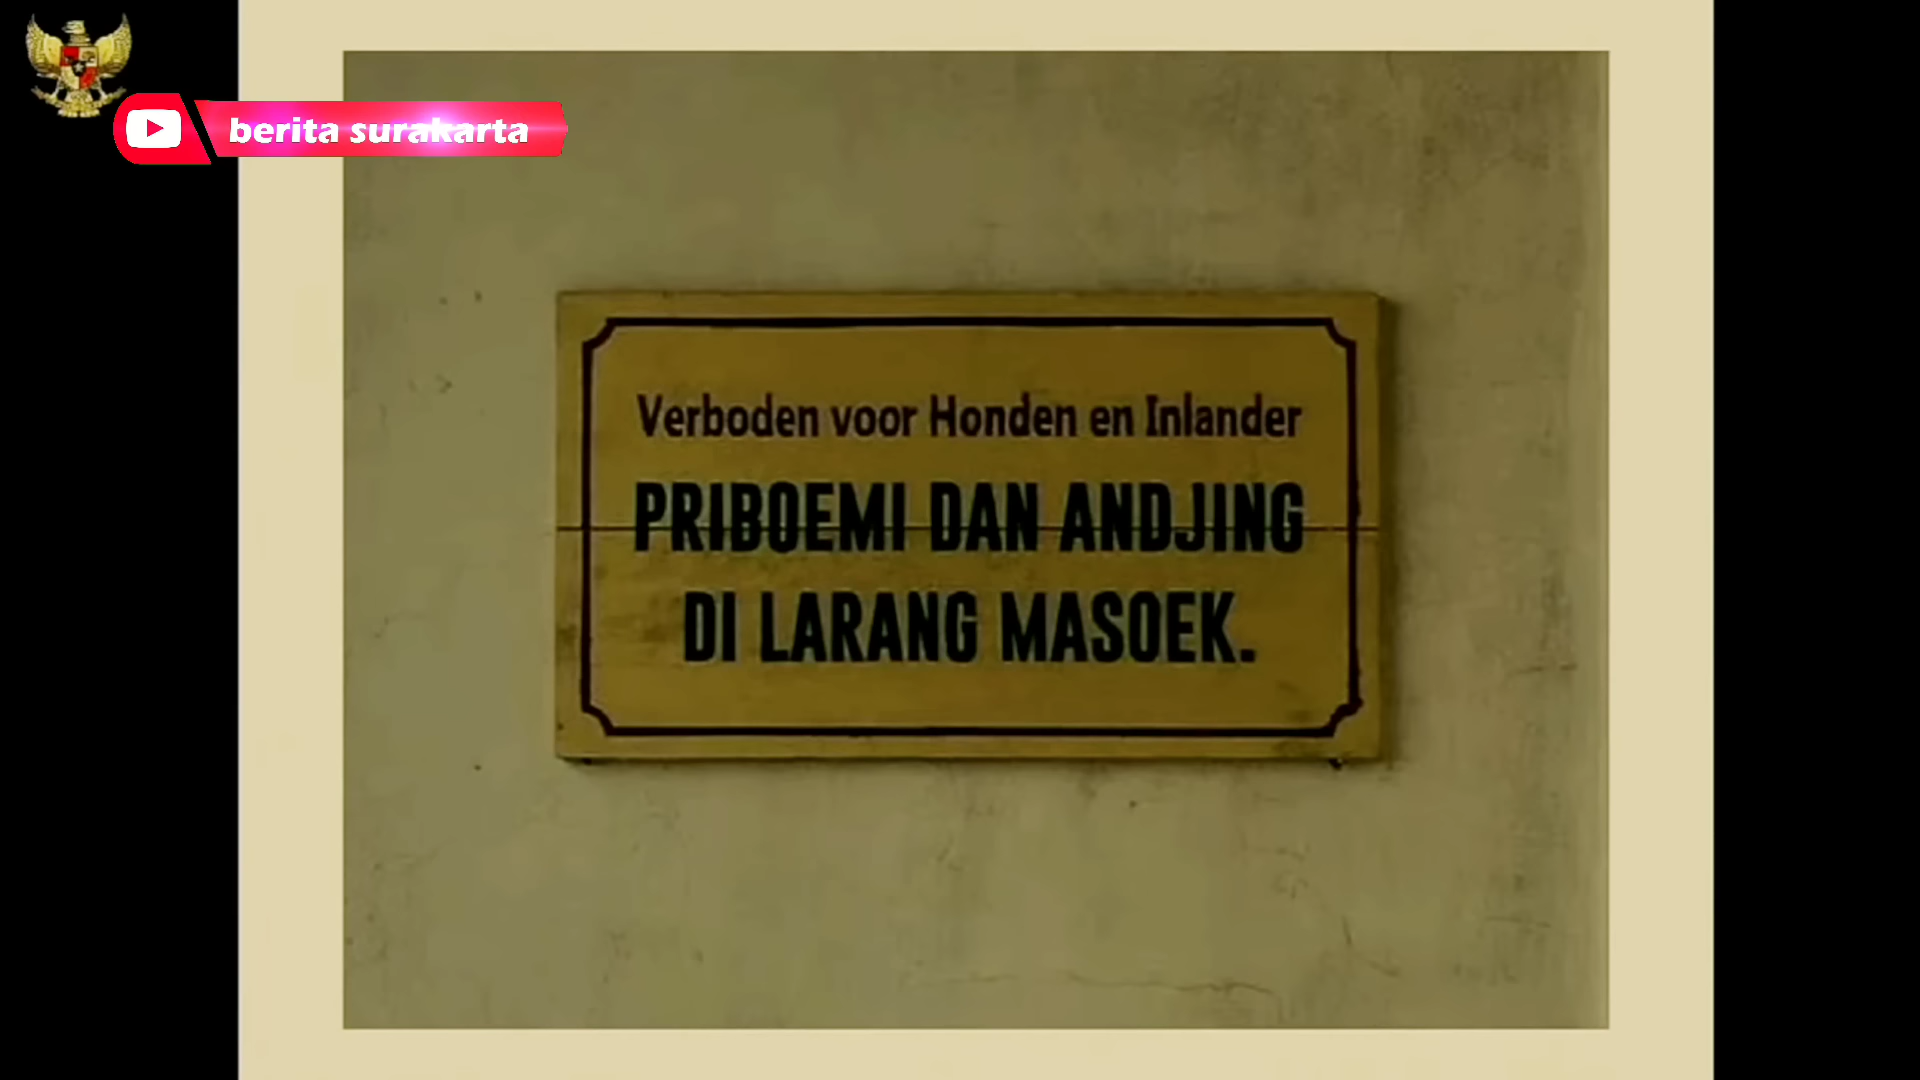 berita surakarta
Verboden voor Honden en Inlander
PRIBOEMI DAN ANDJING
DI LARANG MASOEK.